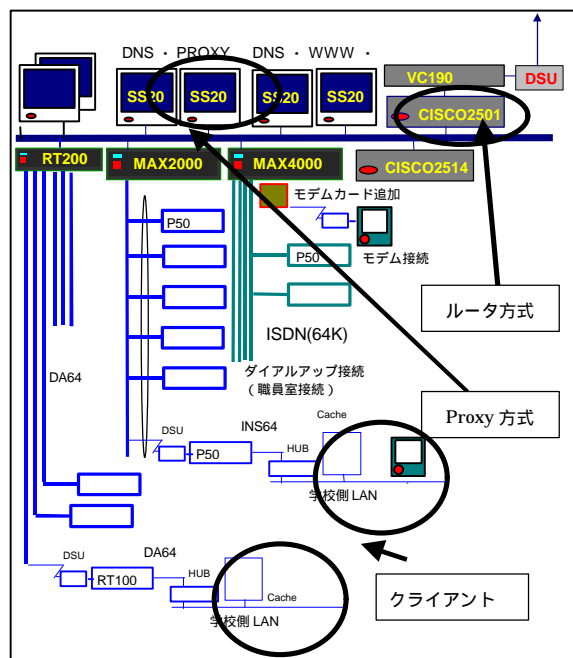 DNS・PROXY DNS・WWW・
SS20
SS20
SS20
SS20
VC190
DSU
CISCO2501
RT200
MAX2000
MAX4000
CISCO2514
モデムカード追加
P50
モデム接続
P50
ルータ方式
ISDN(64K)
ダイアルアップ接続
(職員室接続)
DA64
Proxy 方式
Cache
DSU
INS64
HUB
P50
学校側 LAN
DSU
DA64
HUB
RT100
Cache
学校側 LAN
クライアント